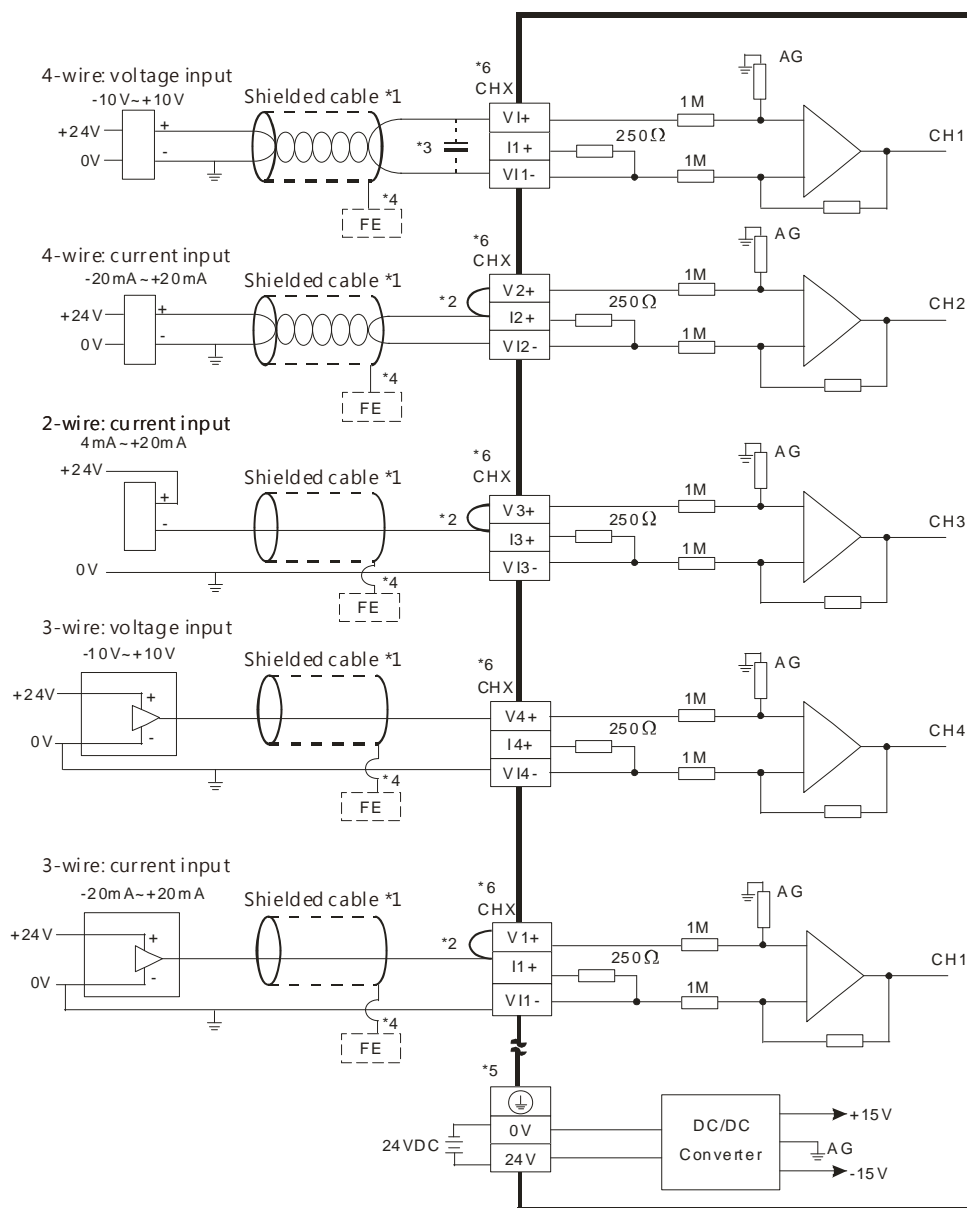 4-wire: voltage input
-10V~+10V
Shielded cable *1
+24V
0V
+
-
*3
*4
FE
*6
CHX
VI+
I1+
VI1-
250Ω
1M
1M
AG
CH1
4-wire: current input
-20mA~+20mA
Shielded cable *1
+24V
0V
+
-
*2
*4
FE
*6
CHX
V2+
I2+
VI2-
250Ω
1M
1M
AG
CH2
2-wire: current input
4mA~+20mA
+24V
Shielded cable *1
+
-
0V
*2
*4
FE
*6
CHX
V3+
I3+
VI3-
250Ω
1M
1M
AG
CH3
3-wire: voltage input
-10V~+10V
Shielded cable *1
+24V
0V
+
-
*4
FE
*6
CHX
V4+
I4+
VI4-
250Ω
1M
1M
AG
CH4
3-wire: current input
-20mA~+20mA
Shielded cable *1
+24V
0V
+
-
*2
*4
FE
*6
CHX
V1+
I1+
VI1-
250Ω
1M
1M
AG
CH1
*5
24VDC
0V
24V
DC/DC
Converter
+15V
AG
-15V